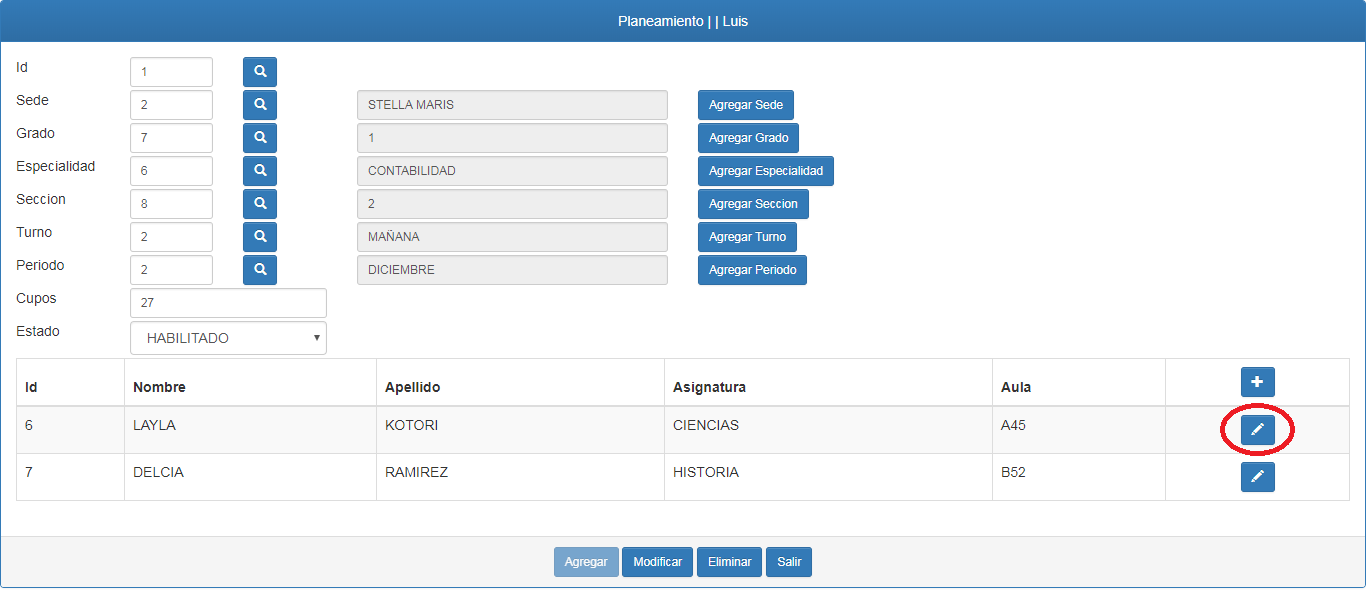 Planeamiento | | Luis
Id 1
Sede 2 STELLA MARIS Agregar Sede
Grado 7 1 Agregar Grado
Especialidad 6 CONTABILIDAD Agregar Especialidad
Seccion 8 2 Agregar Seccion
Turno 2 MAÑANA Agregar Turno
Periodo 2 DICIEMBRE Agregar Periodo
Cupos 27
Estado HABILITADO
Id Nombre Apellido Asignatura Aula
6 LAYLA KOTORI CIENCIAS A45
7 DELCIA RAMIREZ HISTORIA B52
Agregar Modificar Eliminar Salir